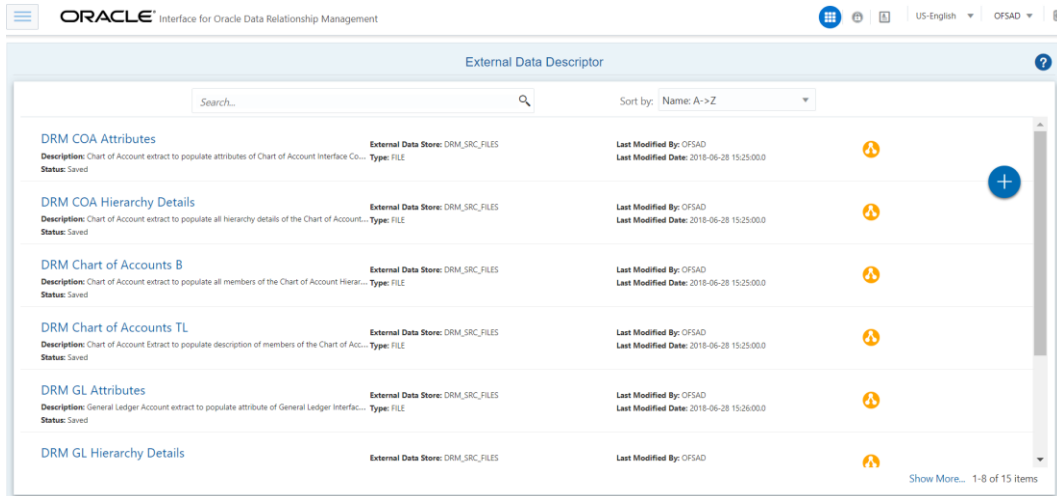 ORACLE Interface for Oracle Data Relationship Management US-English OFSAD
External Data Descriptor ?
Search... Sort by: Name: A->Z
DRM COA Attributes
External Data Store: DRM_SRC_FILES Last Modified By: OFSAD
Description: Chart of Account extract to populate attributes of Chart of Account Interface Co... Type: FILE Last Modified Date: 2018-06-28 15:25:00.0
Status: Saved
DRM COA Hierarchy Details
External Data Store: DRM_SRC_FILES Last Modified By: OFSAD
Description: Chart of Account extract to populate all hierarchy details of the Chart of Account... Type: FILE Last Modified Date: 2018-06-28 15:25:00.0
Status: Saved
DRM Chart of Accounts B
External Data Store: DRM_SRC_FILES Last Modified By: OFSAD
Description: Chart of Account extract to populate all members of the Chart of Account Hierar... Type: FILE Last Modified Date: 2018-06-28 15:25:00.0
Status: Saved
DRM Chart of Accounts TL
External Data Store: DRM_SRC_FILES Last Modified By: OFSAD
Description: Chart of Account Extract to populate description of members of the Chart of Acc... Type: FILE Last Modified Date: 2018-06-28 15:25:00.0
Status: Saved
DRM GL Attributes
External Data Store: DRM_SRC_FILES Last Modified By: OFSAD
Description: General Ledger Account extract to populate attribute of General Ledger Interfac... Type: FILE Last Modified Date: 2018-06-28 15:26:00.0
Status: Saved
DRM GL Hierarchy Details
External Data Store: DRM_SRC_FILES Last Modified By: OFSAD
Show More... 1-8 of 15 items